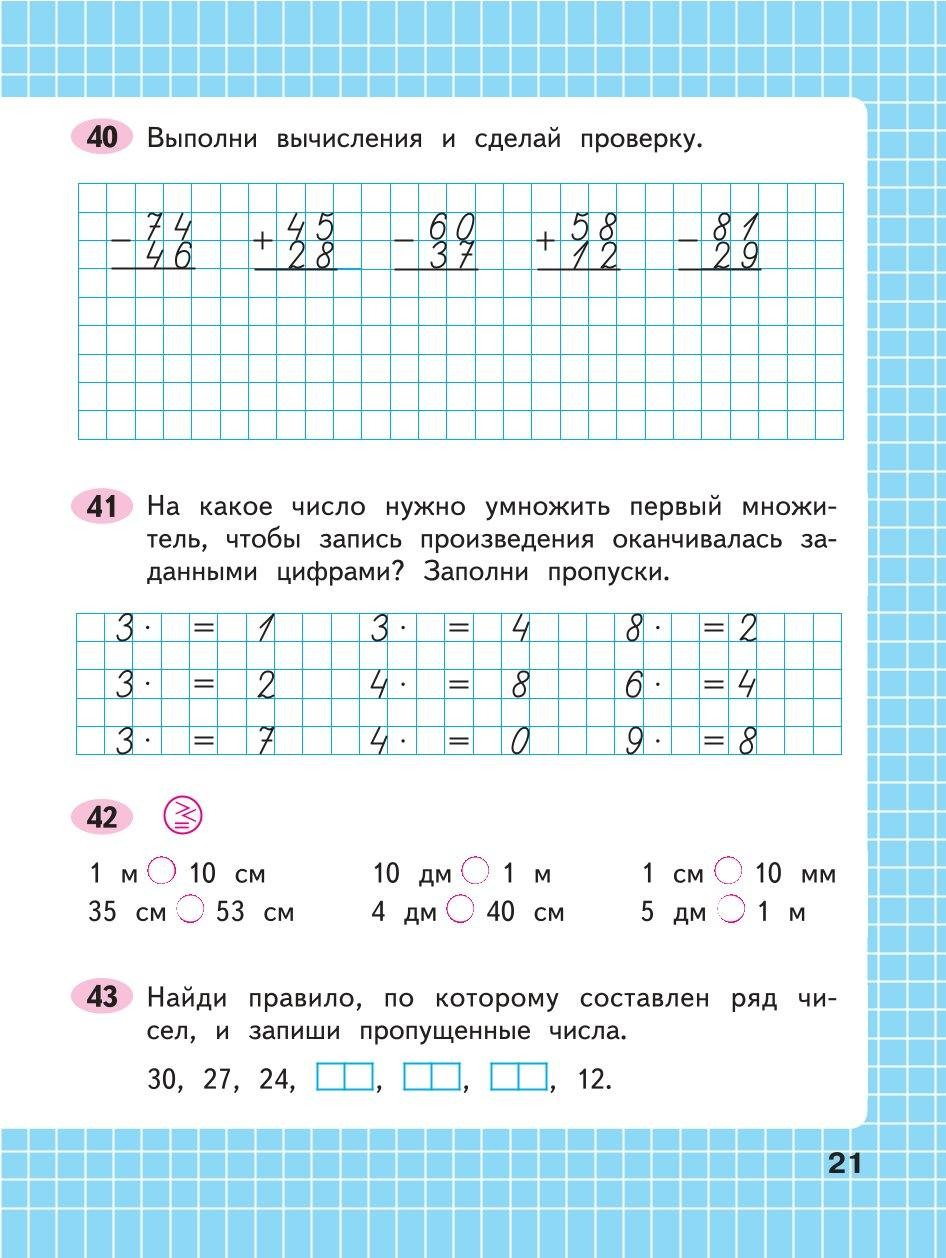 40 Выполни вычисления и сделай проверку.
− 74 + 45 − 60 + 58 − 81
46 28 37 12 29
41 На какое число нужно умножить первый множи-
тель, чтобы запись произведения оканчивалась за-
данными цифрами? Заполни пропуски.
3 · = 1 3 · = 4 8 · = 2
3 · = 2 4 · = 8 6 · = 4
3 · = 7 4 · = 0 9 · = 8
42
1 м 10 см 10 дм 1 м 1 см 10 мм
35 см 53 см 4 дм 40 см 5 дм 1 м
43 Найди правило, по которому составлен ряд чи-
сел, и запиши пропущенные числа.
30, 27, 24, , , , 12.
21